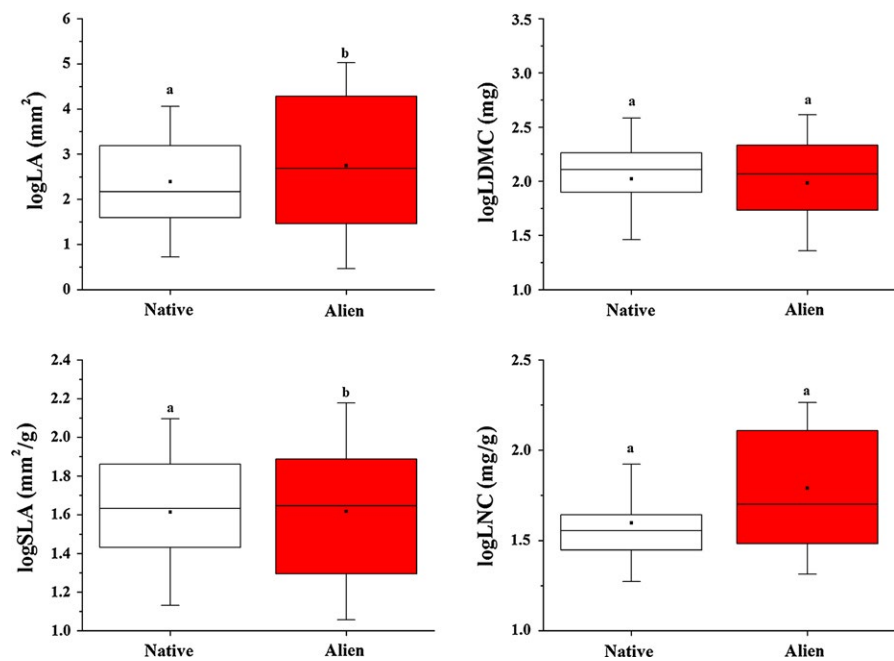 logLA (mm²)
6
5
4
3
2
1
0
a
b
Native
Alien
logLDMC (mg)
3.5
3.0
2.5
2.0
1.5
1.0
a
a
Native
Alien
logSLA (mm²/g)
2.4
2.2
2.0
1.8
1.6
1.4
1.2
1.0
a
b
Native
Alien
logLNC (mg/g)
2.5
2.0
1.5
1.0
a
a
Native
Alien